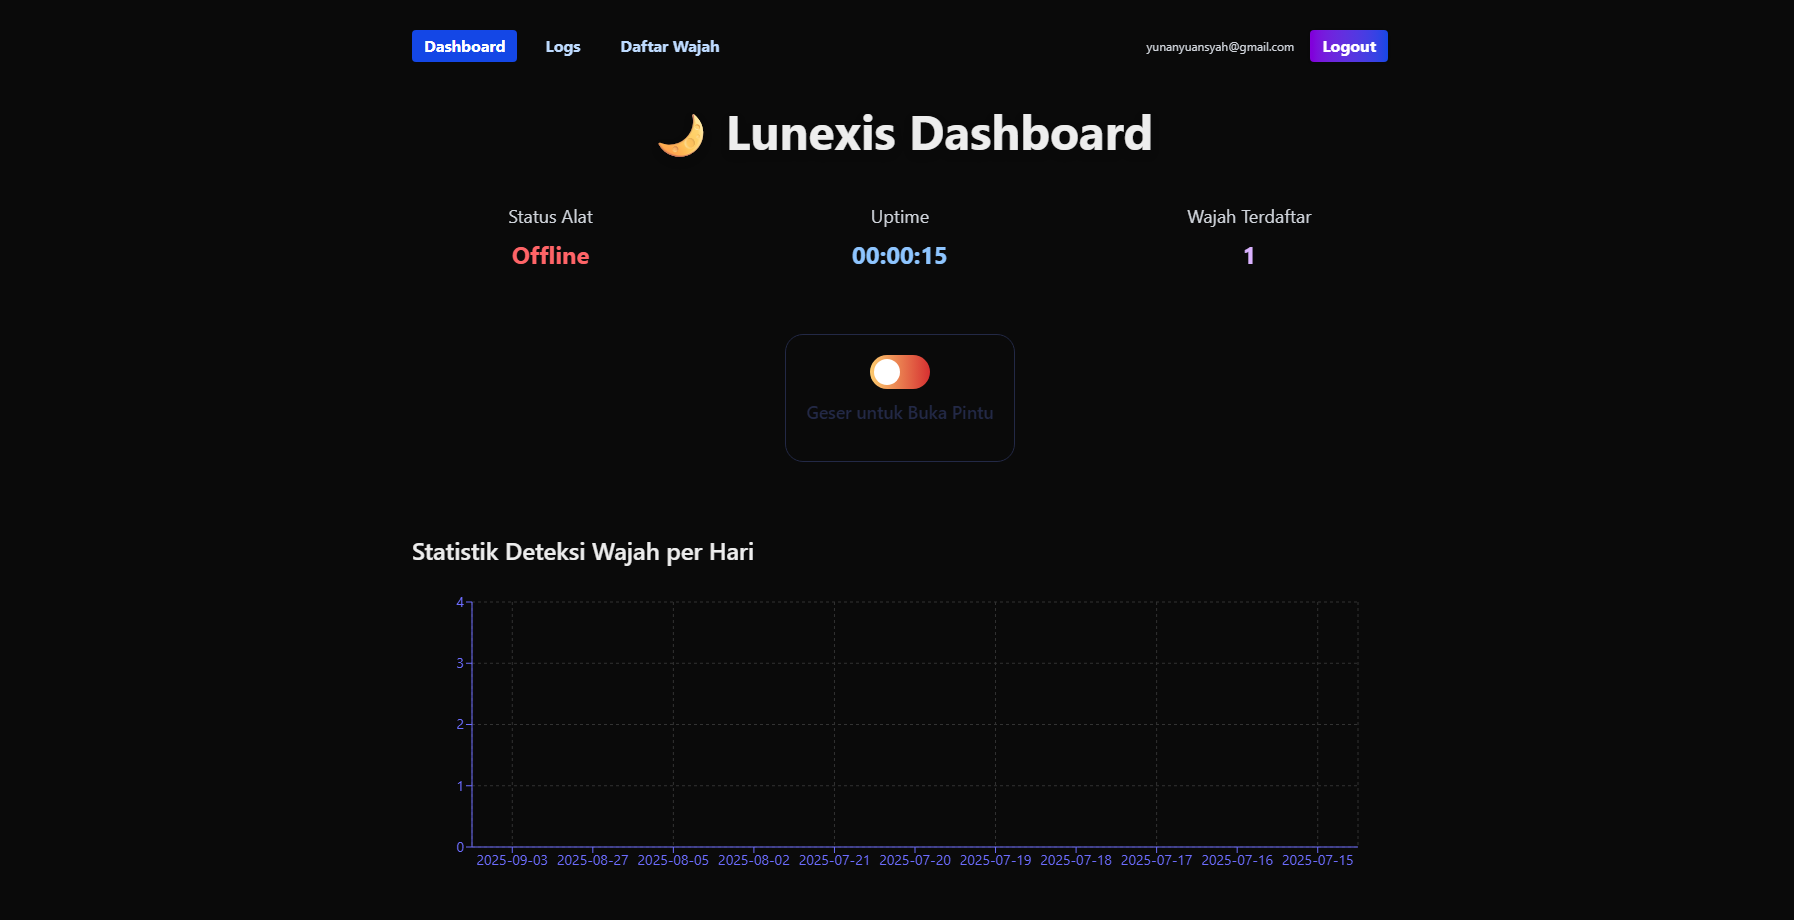 Dashboard Logs Daftar Wajah yunanyuansyah@gmail.com Logout
Lunexis Dashboard
Status Alat Uptime Wajah Terdaftar
Offline 00:00:15 1
Geser untuk Buka Pintu
Statistik Deteksi Wajah per Hari
4
3
2
1
0
2025-09-03 2025-08-27 2025-08-05 2025-08-02 2025-07-21 2025-07-20 2025-07-19 2025-07-18 2025-07-17 2025-07-16 2025-07-15